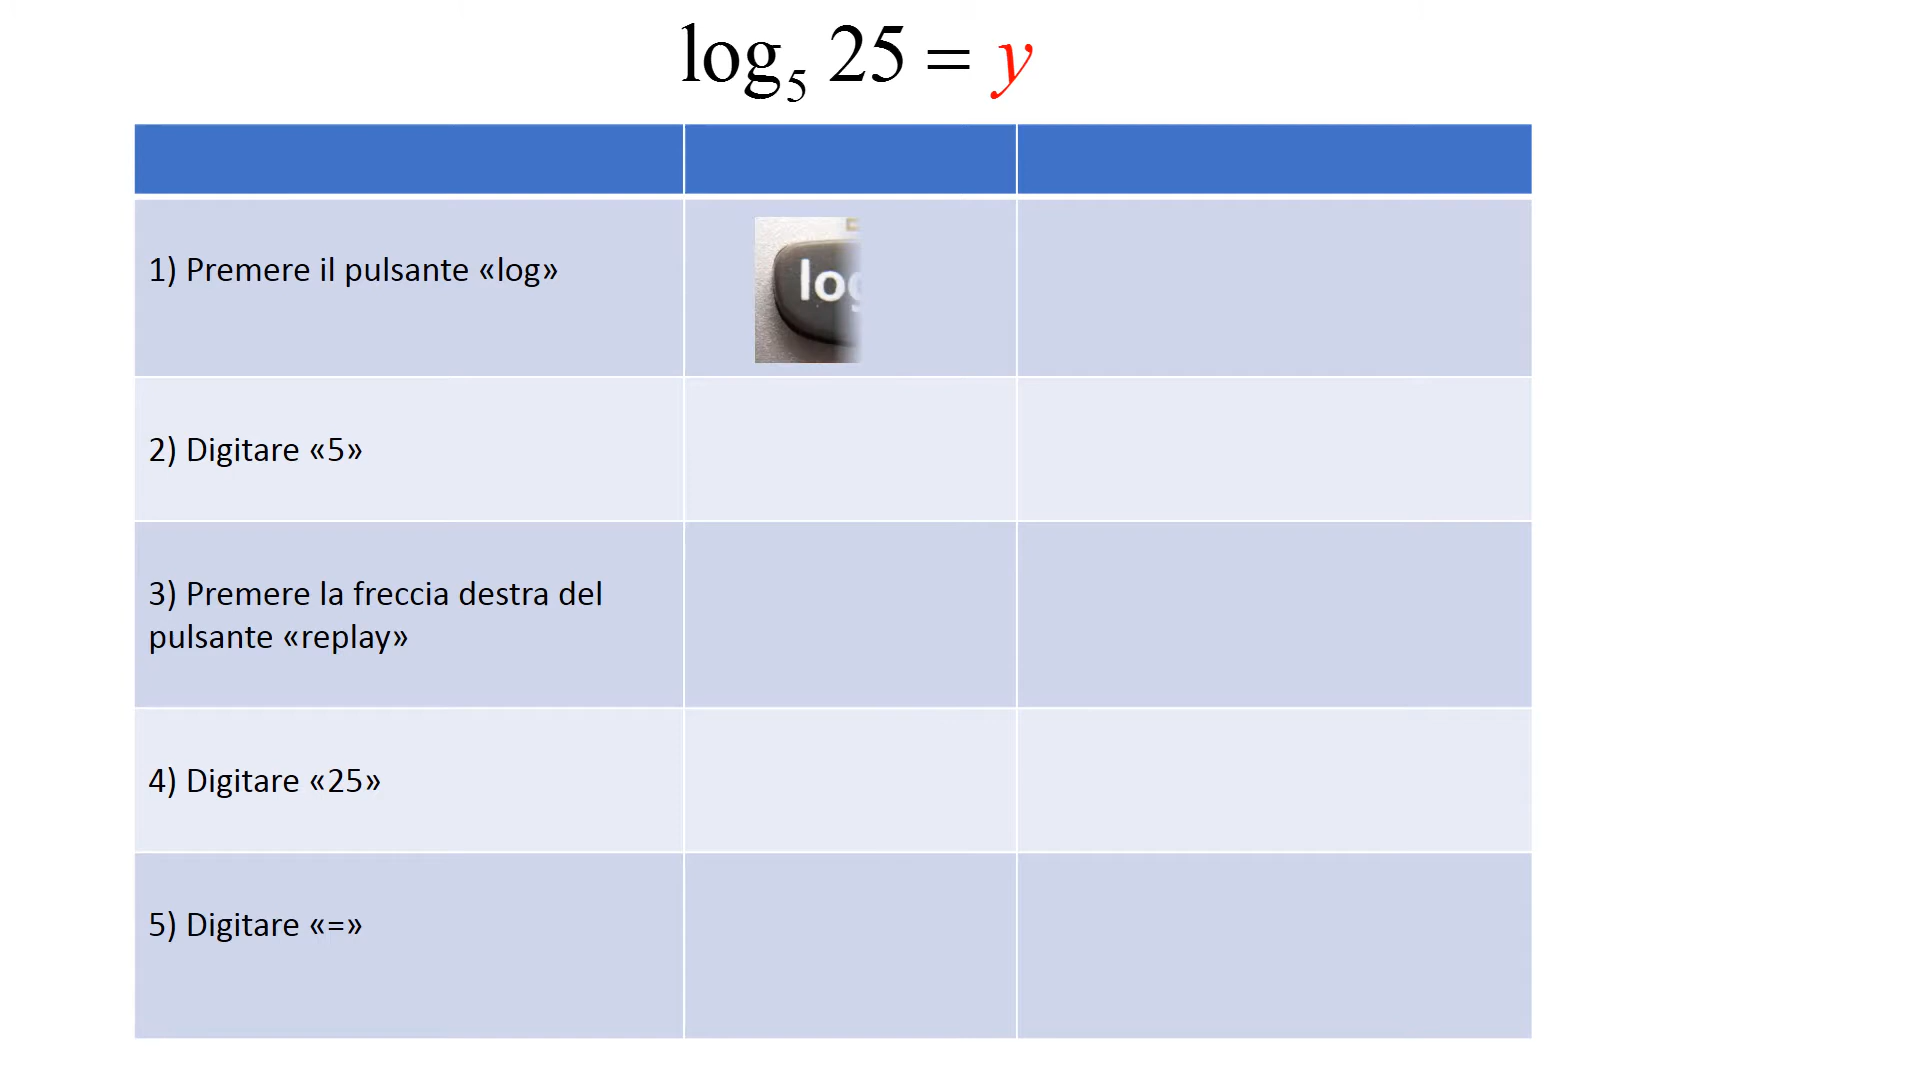 log₅ 25 = y
1) Premere il pulsante «log»
log
2) Digitare «5»
3) Premere la freccia destra del
pulsante «replay»
4) Digitare «25»
5) Digitare «=»